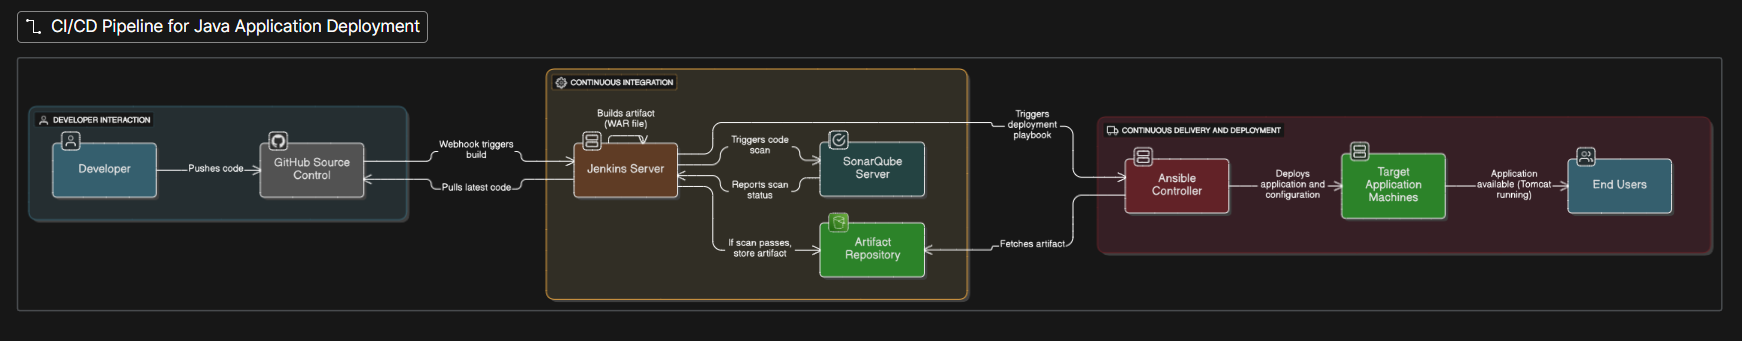 CI/CD Pipeline for Java Application Deployment
DEVELOPER INTERACTION
Developer
Pushes code
GitHub Source
Control
Webhook triggers
build
Pulls latest code
CONTINUOUS INTEGRATION
Builds artifact
(WAR file)
Jenkins Server
Triggers code
scan
Reports scan
status
SonarQube
Server
If scan passes,
store artifact
Artifact
Repository
Triggers
deployment
playbook
Fetches artifact
CONTINUOUS DELIVERY AND DEPLOYMENT
Ansible
Controller
Deploys
application and
configuration
Target
Application
Machines
Application
available (Tomcat
running)
End Users